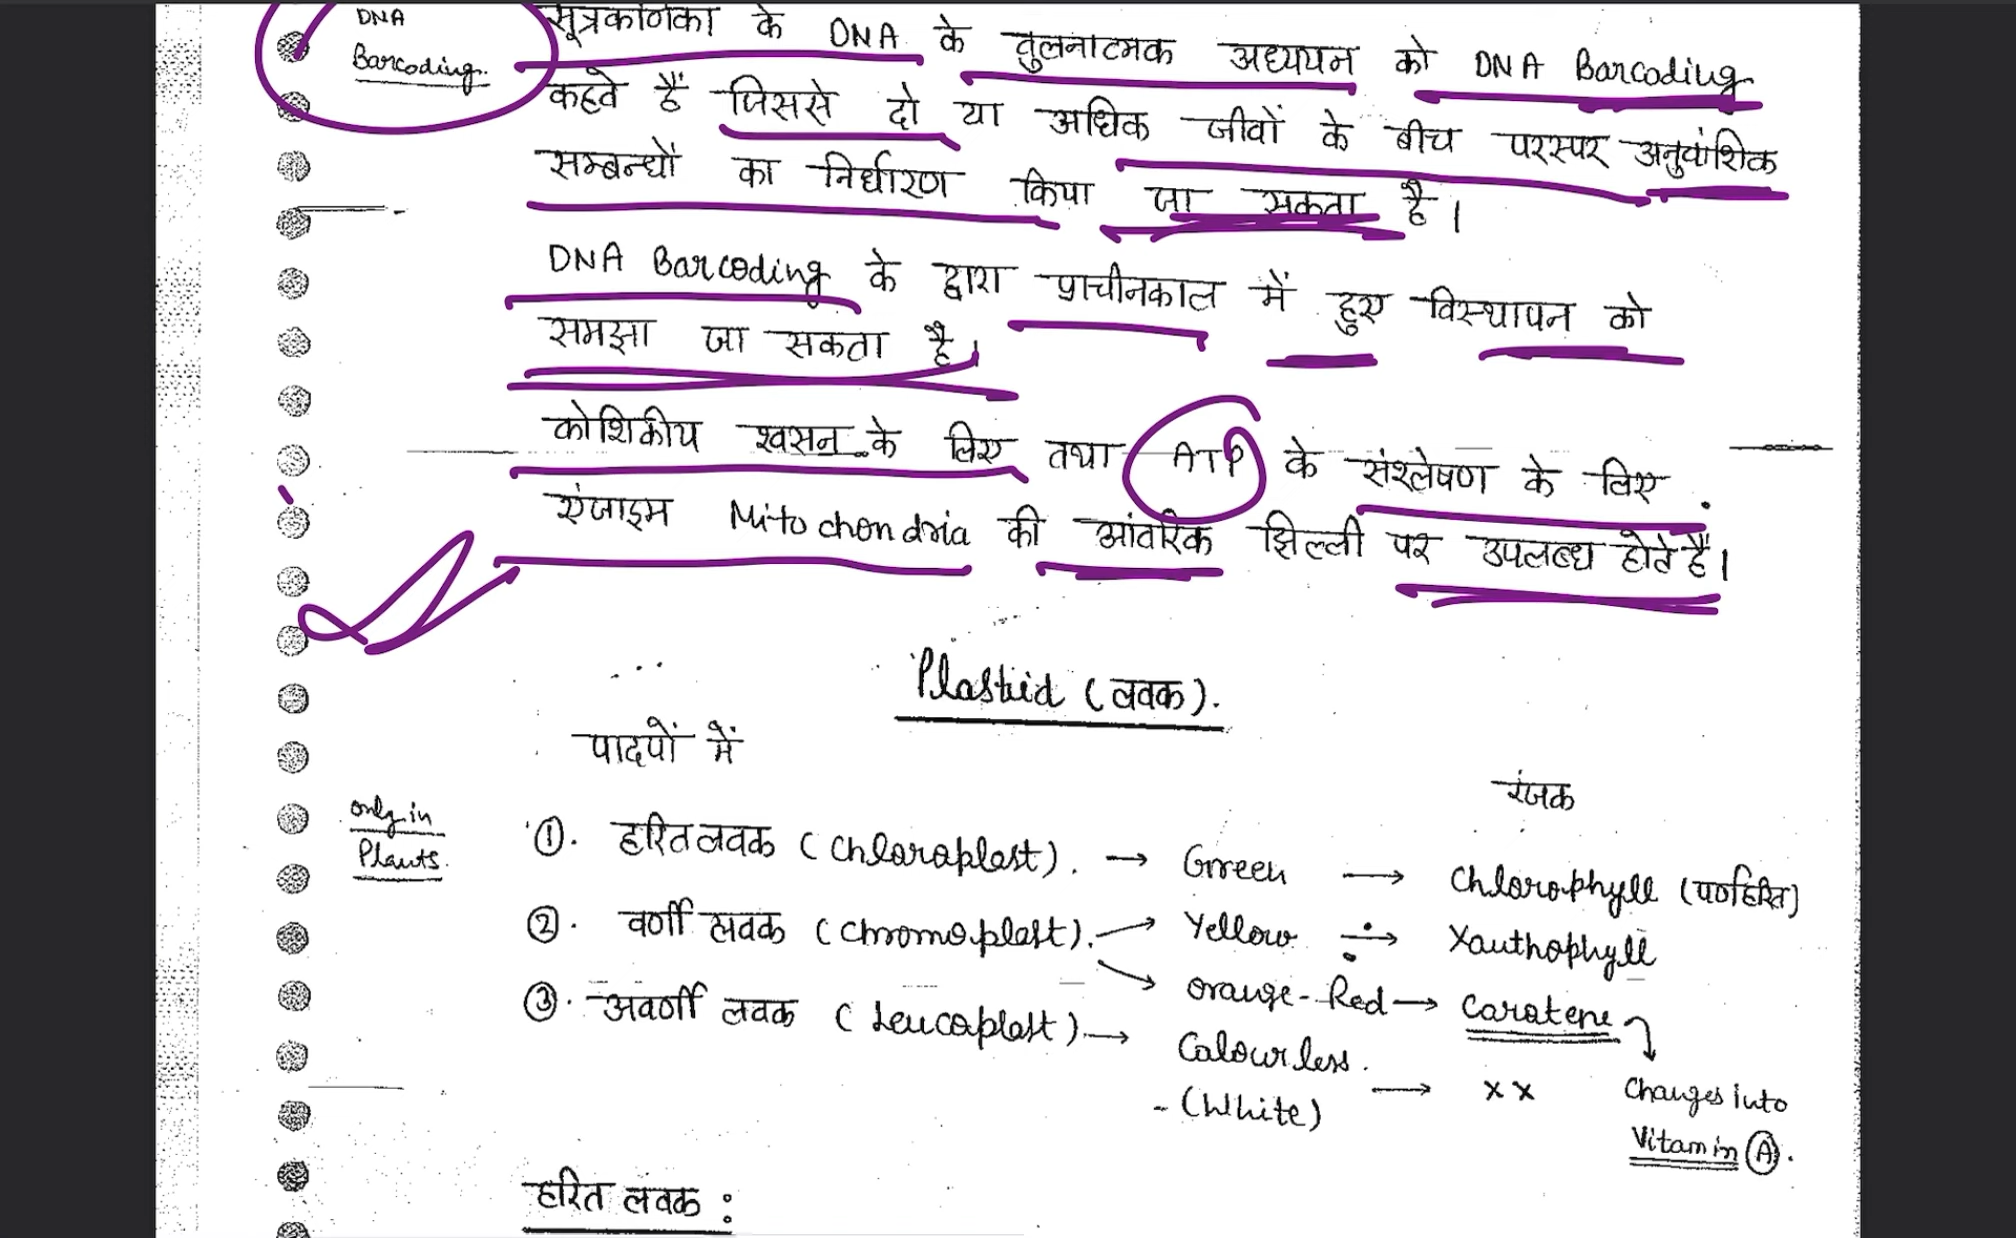 DNA
Barcoding.
सूत्रकणिका के DNA के तुलनात्मक अध्ययन को DNA Barcoding
कहते हैं जिससे दो या अधिक जीवों के बीच परस्पर अनुवांशिक
सम्बन्धों का निर्धारण किया जा सकता है।
DNA Barcoding के द्वारा प्राचीनकाल में हुए विस्थापन को
समझा जा सकता है।
कोशिकीय श्वसन के लिए तथा ATP के संश्लेषण के लिए
एंजाइम Mitochondria की आंतरिक झिल्ली पर उपलब्ध होते हैं।
Plastid (लवक).
पादपों में
रंजक
only in
Plants.
①. हरितलवक (Chloroplast). → Green → Chlorophyll (पर्णहरित)
②. वर्णी लवक (Chromoplast). → Yellow → Xanthophyll
→ Orange-Red → Carotene
③. अवर्णी लवक (Leucoplast) → Colourless.
-(White) → x x
Changes into
Vitamin A.
हरित लवक :